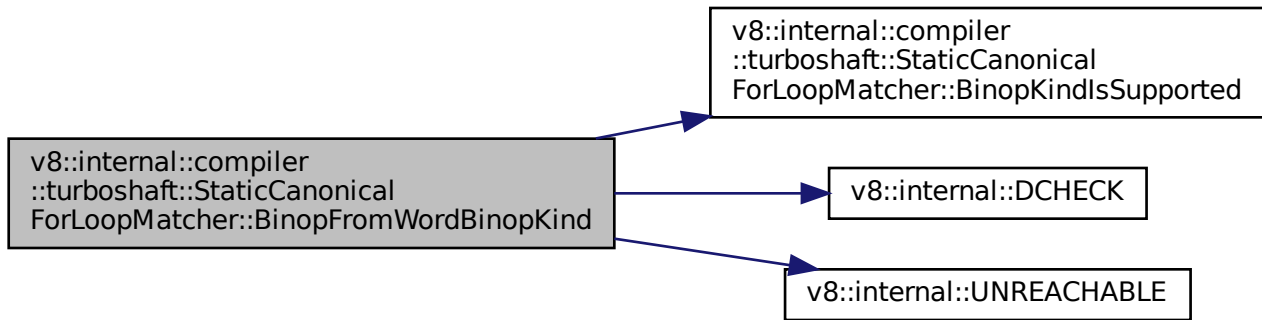 v8::internal::compiler
::turboshaft::StaticCanonical
ForLoopMatcher::BinopFromWordBinopKind
v8::internal::compiler
::turboshaft::StaticCanonical
ForLoopMatcher::BinopKindIsSupported
v8::internal::DCHECK
v8::internal::UNREACHABLE